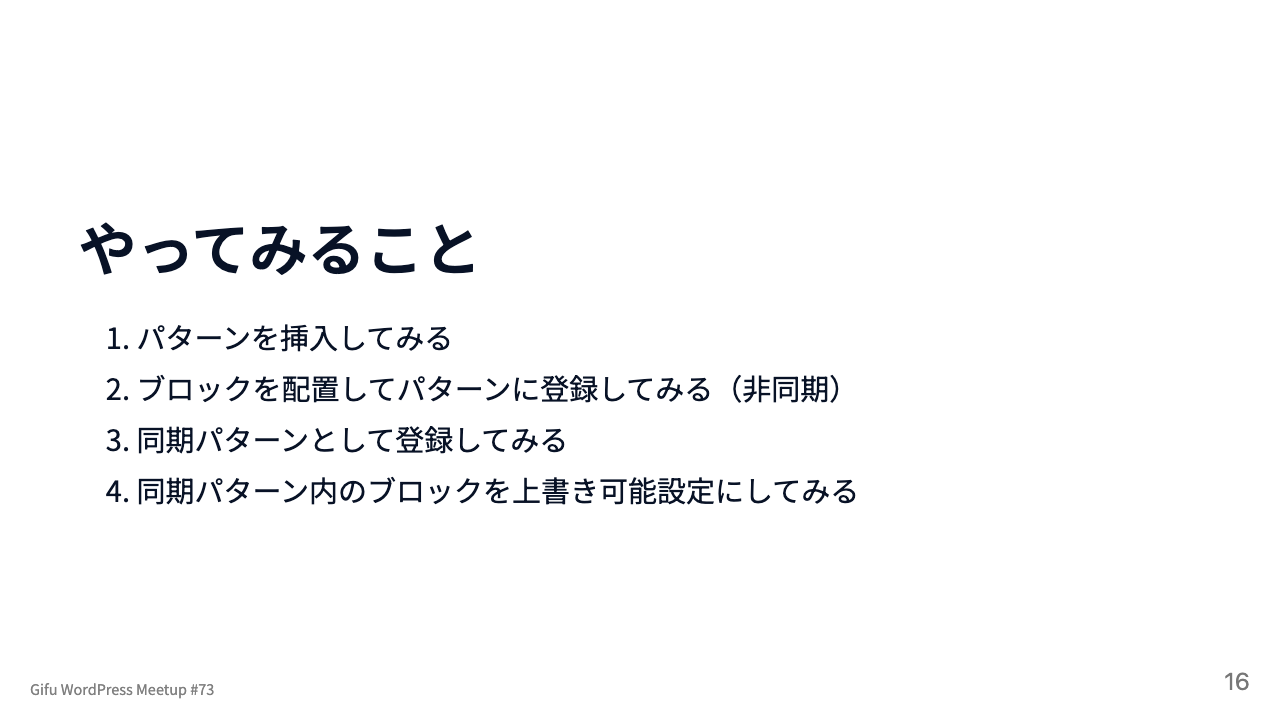 やってみること
1. パターンを挿入してみる
2. ブロックを配置してパターンに登録してみる（非同期）
3. 同期パターンとして登録してみる
4. 同期パターン内のブロックを上書き可能設定にしてみる
Gifu WordPress Meetup #73
16